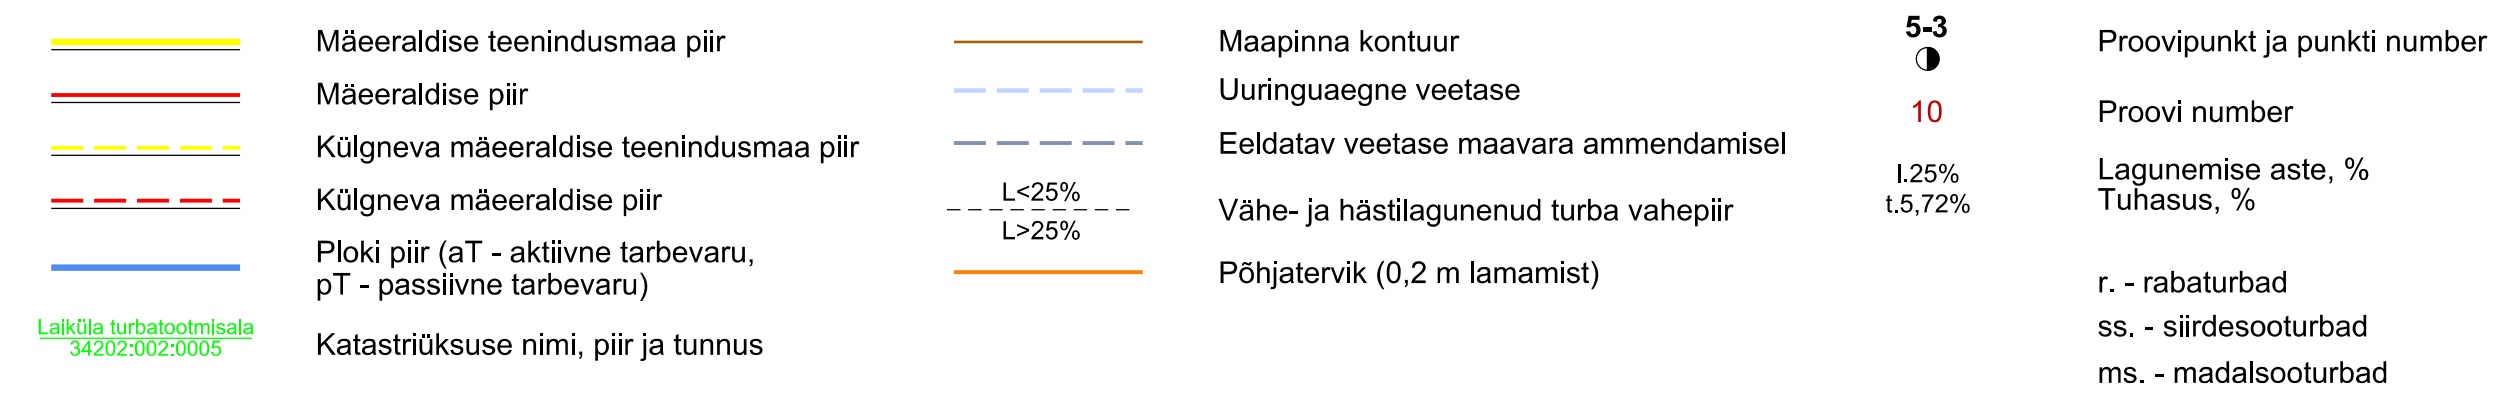 Mäeeraldise teenindusmaa piir
Mäeeraldise piir
Külgneva mäeeraldise teenindusmaa piir
Külgneva mäeeraldise piir
Ploki piir (aT - aktiivne tarbevaru,
pT - passiivne tarbevaru)
Laiküla turbatootmisala
34202:002:0005
Katastriüksuse nimi, piir ja tunnus
Maapinna kontuur
Uuringuaegne veetase
Eeldatav veetase maavara ammendamisel
L<25%
L>25%
Vähe- ja hästilagunenud turba vahepiir
Põhjatervik (0,2 m lamamist)
5-3
Proovipunkt ja punkti number
10
Proovi number
l.25%
t.5,72%
Lagunemise aste, %
Tuhasus, %
r. - rabaturbad
ss. - siirdesooturbad
ms. - madalsooturbad